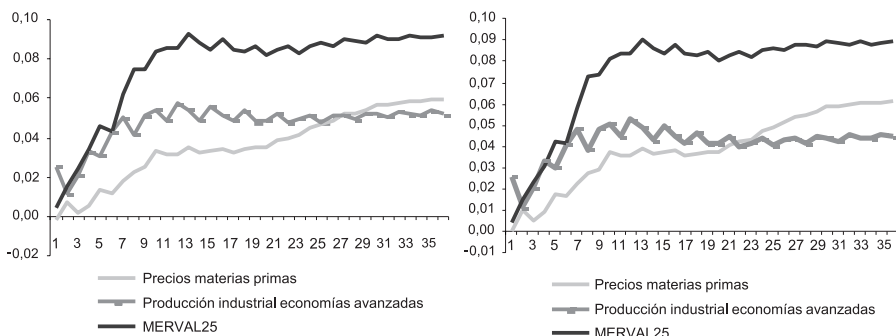 0,10
0,08
0,06
0,04
0,02
0,00
-0,02
1 3 5 7 9 11 13 15 17 19 21 23 25 27 29 31 33 35
Precios materias primas
Producción industrial economías avanzadas
MERVAL25
0,10
0,09
0,08
0,07
0,06
0,05
0,04
0,03
0,02
0,01
0,00
-0,01
1 3 5 7 9 11 13 15 17 19 21 23 25 27 29 31 33 35
Precios materias primas
Producción industrial economías avanzadas
MERVAL25